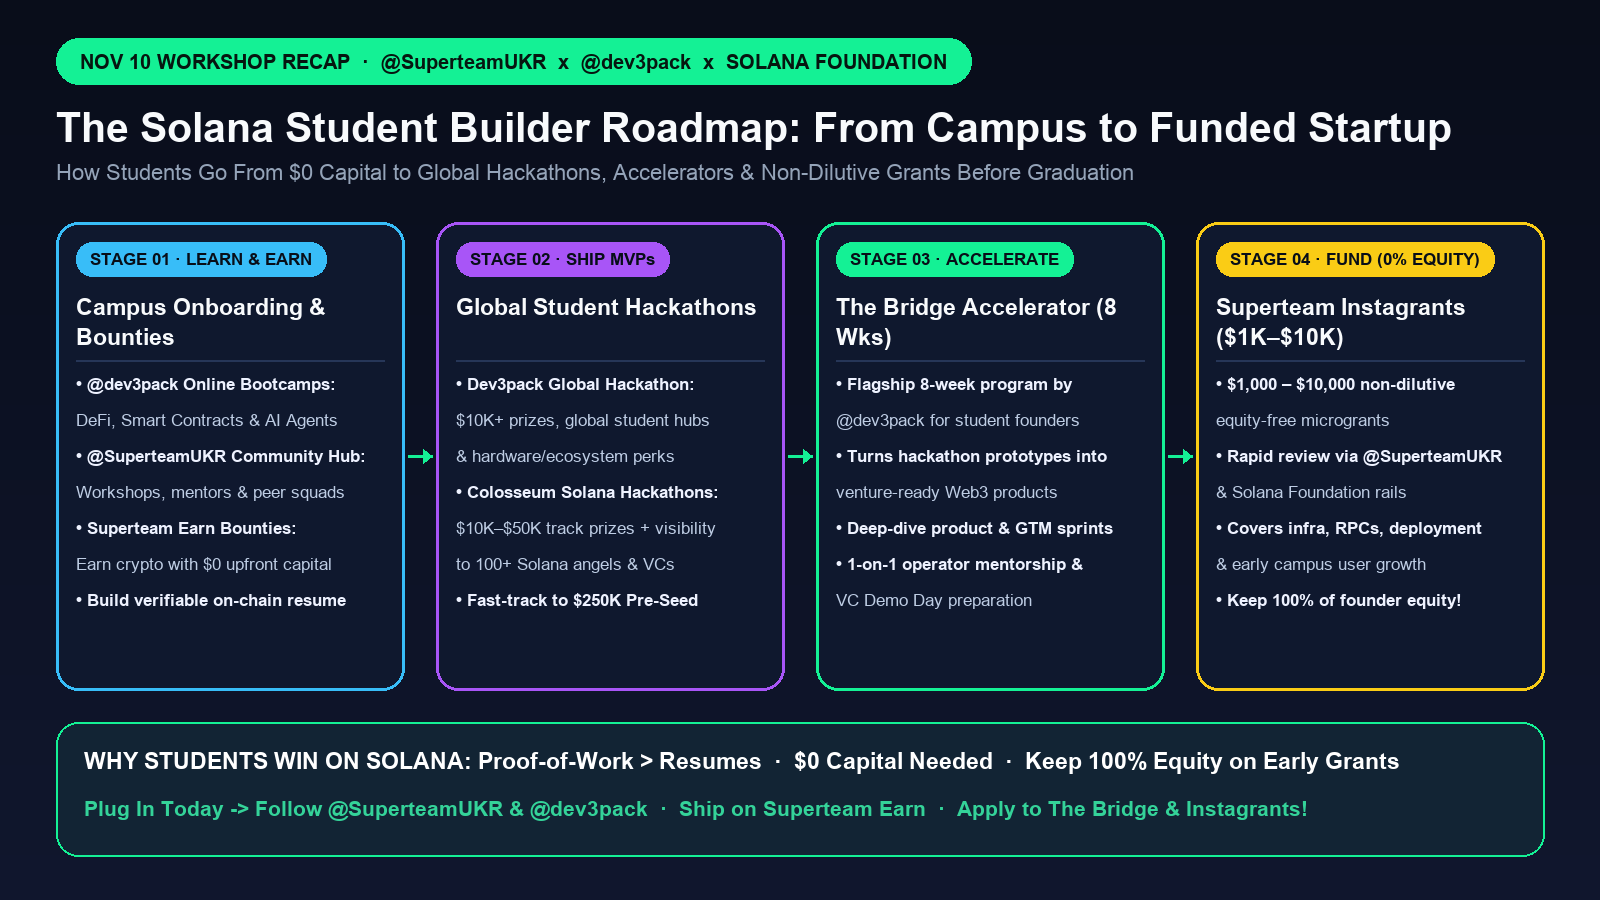 NOV 10 WORKSHOP RECAP · @SuperteamUKR x @dev3pack x SOLANA FOUNDATION
The Solana Student Builder Roadmap: From Campus to Funded Startup
How Students Go From $0 Capital to Global Hackathons, Accelerators & Non-Dilutive Grants Before Graduation
STAGE 01 · LEARN & EARN
Campus Onboarding &
Bounties
• @dev3pack Online Bootcamps:
DeFi, Smart Contracts & AI Agents
• @SuperteamUKR Community Hub:
Workshops, mentors & peer squads
• Superteam Earn Bounties:
Earn crypto with $0 upfront capital
• Build verifiable on-chain resume
STAGE 02 · SHIP MVPs
Global Student Hackathons
• Dev3pack Global Hackathon:
$10K+ prizes, global student hubs
& hardware/ecosystem perks
• Colosseum Solana Hackathons:
$10K–$50K track prizes + visibility
to 100+ Solana angels & VCs
• Fast-track to $250K Pre-Seed
STAGE 03 · ACCELERATE
The Bridge Accelerator (8
Wks)
• Flagship 8-week program by
@dev3pack for student founders
• Turns hackathon prototypes into
venture-ready Web3 products
• Deep-dive product & GTM sprints
• 1-on-1 operator mentorship &
VC Demo Day preparation
STAGE 04 · FUND (0% EQUITY)
Superteam Instagrants
($1K–$10K)
• $1,000 – $10,000 non-dilutive
equity-free microgrants
• Rapid review via @SuperteamUKR
& Solana Foundation rails
• Covers infra, RPCs, deployment
& early campus user growth
• Keep 100% of founder equity!
WHY STUDENTS WIN ON SOLANA: Proof-of-Work > Resumes · $0 Capital Needed · Keep 100% Equity on Early Grants
Plug In Today -> Follow @SuperteamUKR & @dev3pack · Ship on Superteam Earn · Apply to The Bridge & Instagrants!